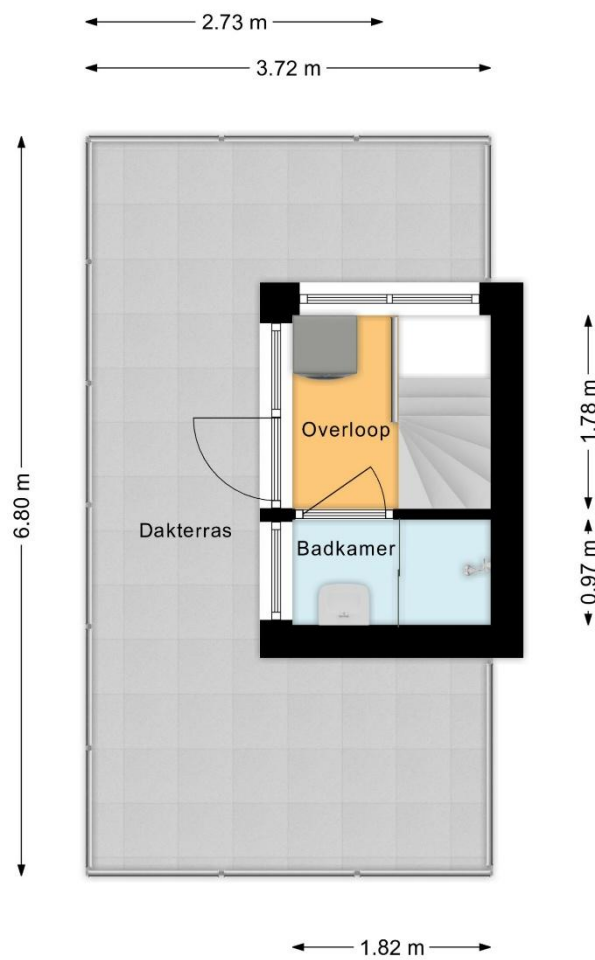 2.73 m
3.72 m
6.80 m
1.78 m
Overloop
Dakterras
Badkamer
0.97 m
1.82 m